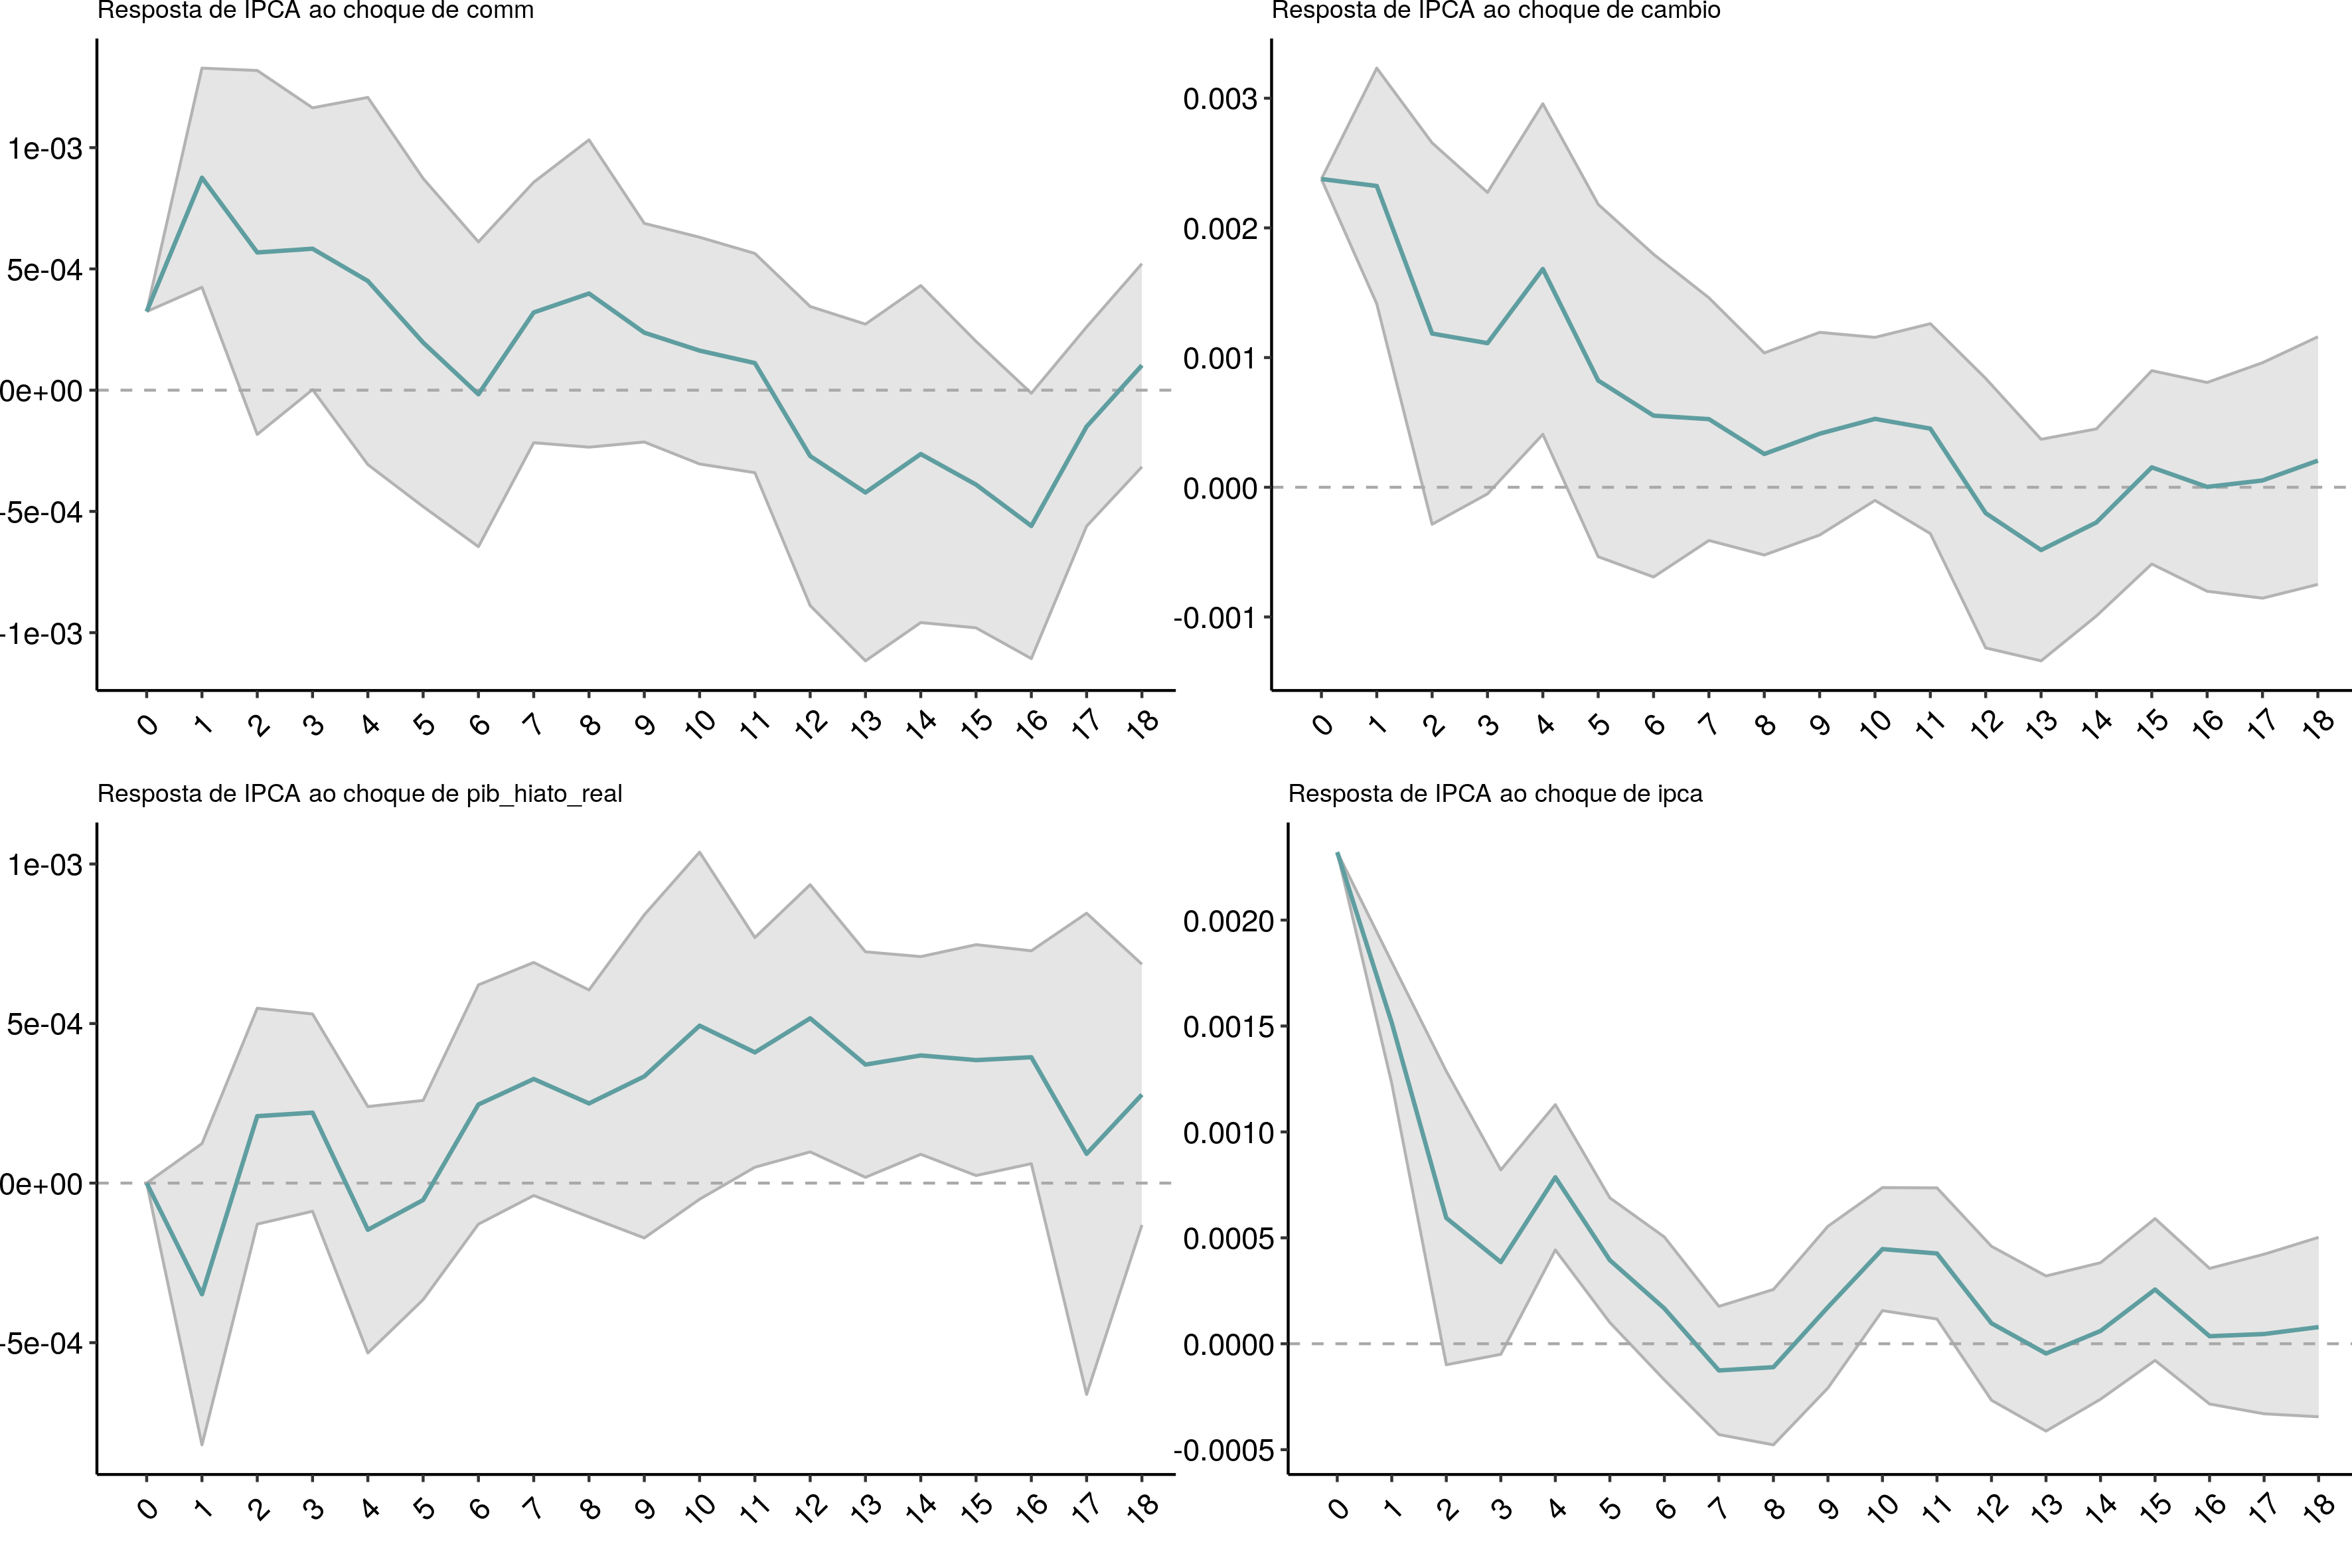 Resposta de IPCA ao choque de comm
1e-03
5e-04
0e+00
-5e-04
-1e-03
0 1 2 3 4 5 6 7 8 9 10 11 12 13 14 15 16 17 18
Resposta de IPCA ao choque de cambio
0.003
0.002
0.001
0.000
-0.001
0 1 2 3 4 5 6 7 8 9 10 11 12 13 14 15 16 17 18
Resposta de IPCA ao choque de pib_hiato_real
1e-03
5e-04
0e+00
-5e-04
0 1 2 3 4 5 6 7 8 9 10 11 12 13 14 15 16 17 18
Resposta de IPCA ao choque de ipca
0.0020
0.0015
0.0010
0.0005
0.0000
-0.0005
0 1 2 3 4 5 6 7 8 9 10 11 12 13 14 15 16 17 18